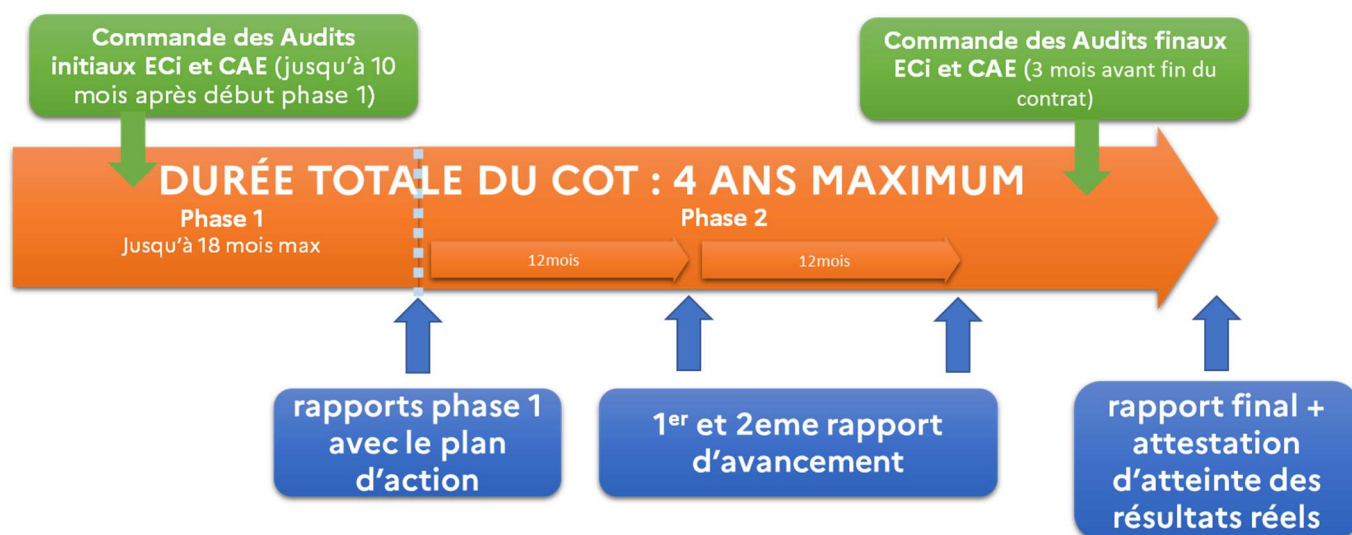 Commande des Audits
initiaux ECi et CAE (jusqu'à 10
mois après début phase 1)
Commande des Audits finaux
ECi et CAE (3 mois avant fin du
contrat)
DURÉE TOTALE DU COT : 4 ANS MAXIMUM
Phase 1
Jusqu'à 18 mois max
Phase 2
12mois
12mois
rapports phase 1
avec le plan
d'action
1er et 2eme rapport
d'avancement
rapport final +
attestation
d'atteinte des
résultats réels